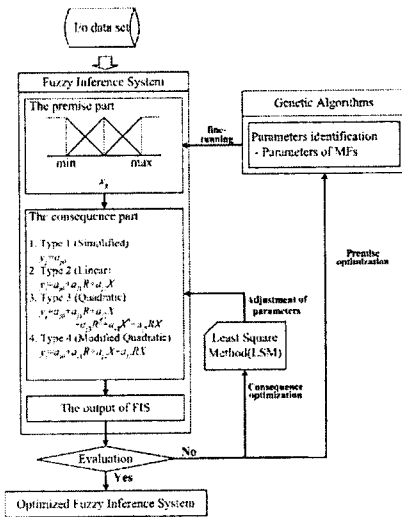 I/o data set
Fuzzy Inference System
The premise part
min max
Genetic Algorithms
Parameters identification
- Parameters of MFs
fine-tunning
The consequence part
1. Type 1 (Simplified)
2. Type 2 (Linear)
3. Type 3 (Quadratic)
4. Type 4 (Modified Quadratic)
Premise
optimization
Adjustment of
parameters
Least Square
Method(LSM)
Consequence
optimization
The output of FIS
Evaluation
No
Yes
Optimized Fuzzy Inference System